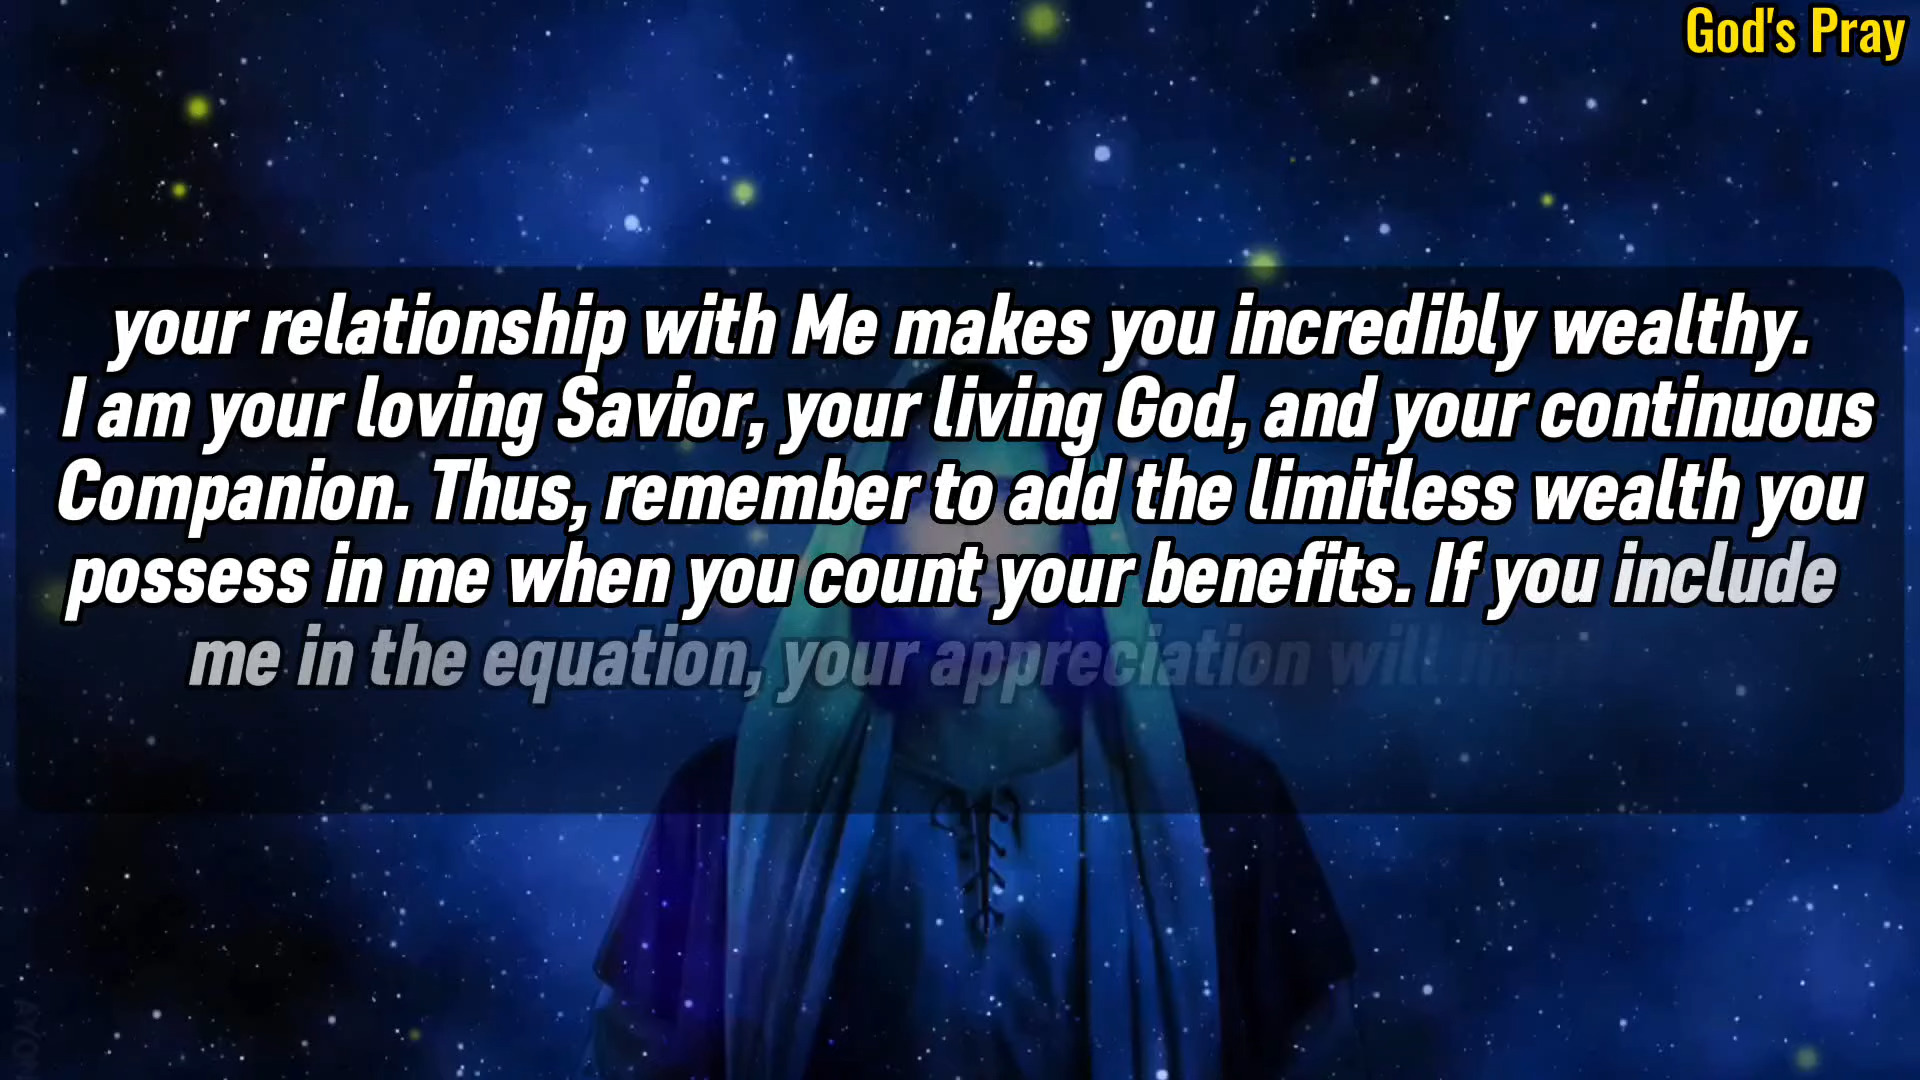 God's Pray
your relationship with Me makes you incredibly wealthy.
I am your loving Savior, your living God, and your continuous
Companion. Thus, remember to add the limitless wealth you
possess in me when you count your benefits. If you include
me in the equation, your appreciation will